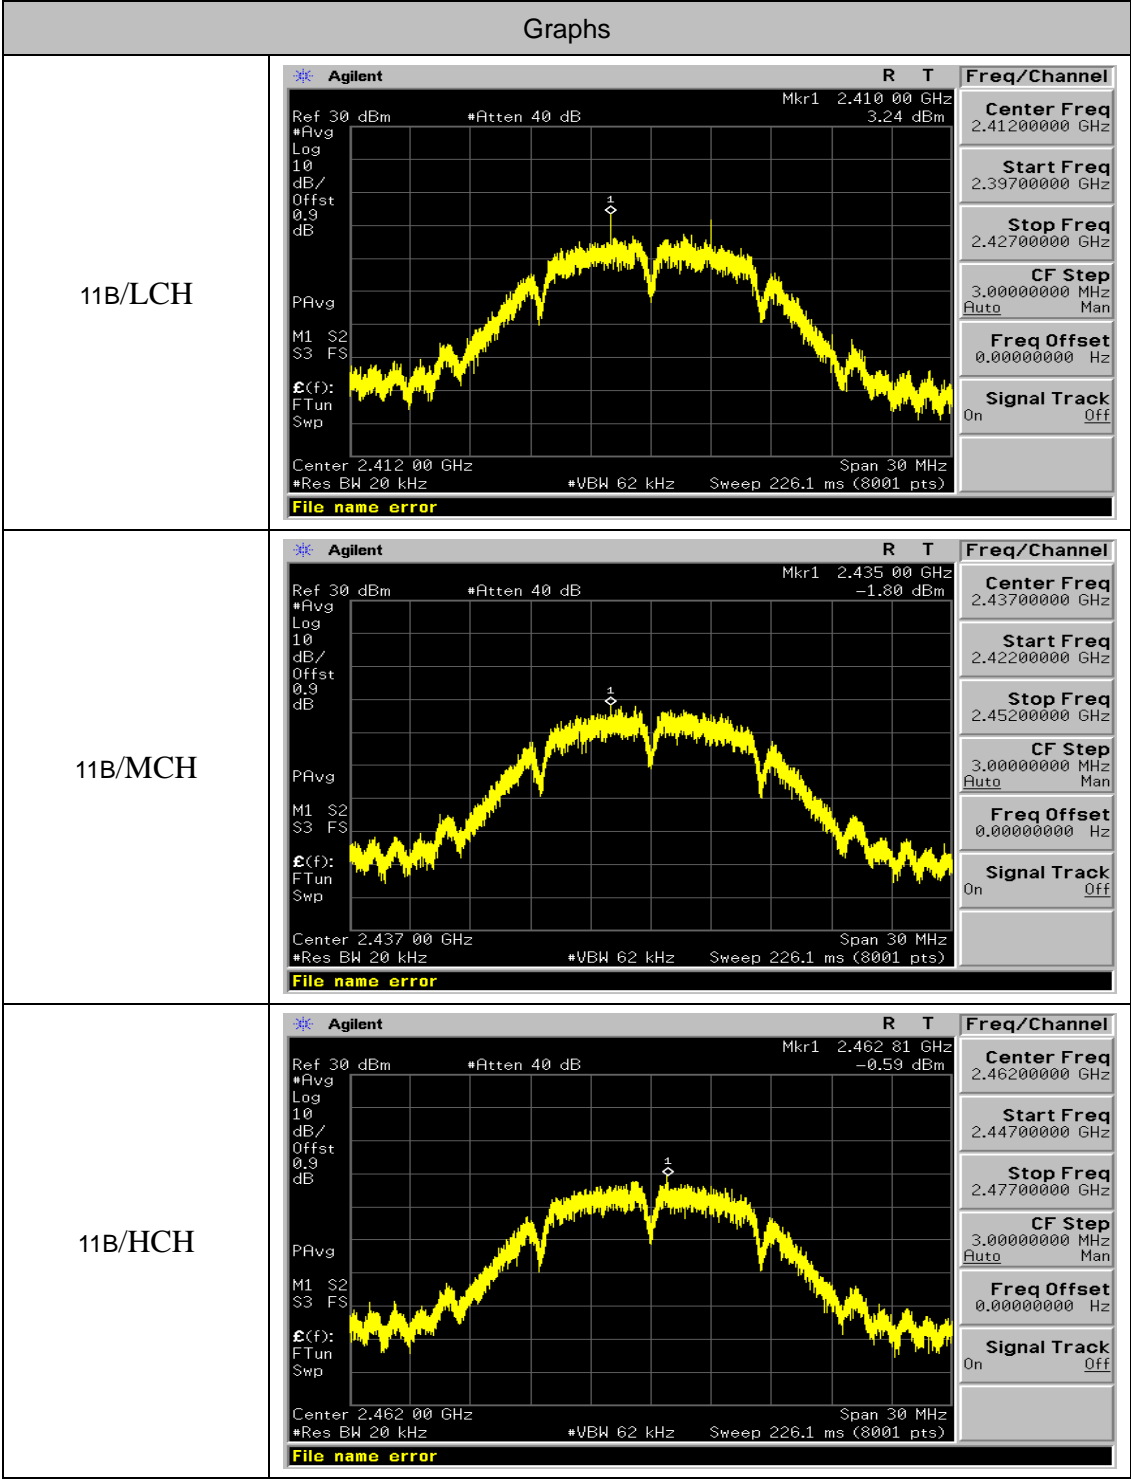 Graphs
11B/LCH
Agilent R T Freq/Channel
Mkr1 2.410 00 GHz
Ref 30 dBm #Atten 40 dB 3.24 dBm
#Avg
Log
10
dB/
Offst
0.9
dB
1
PAvg
M1 S2
S3 FS
£(f):
FTun
Swp
Center 2.412 00 GHz Span 30 MHz
#Res BW 20 kHz #VBW 62 kHz Sweep 226.1 ms (8001 pts)
File name error
Center Freq
2.41200000 GHz
Start Freq
2.39700000 GHz
Stop Freq
2.42700000 GHz
CF Step
3.00000000 MHz
Auto Man
Freq Offset
0.00000000 Hz
Signal Track
On Off
11B/MCH
Agilent R T Freq/Channel
Mkr1 2.435 00 GHz
Ref 30 dBm #Atten 40 dB -1.80 dBm
#Avg
Log
10
dB/
Offst
0.9
dB
1
PAvg
M1 S2
S3 FS
£(f):
FTun
Swp
Center 2.437 00 GHz Span 30 MHz
#Res BW 20 kHz #VBW 62 kHz Sweep 226.1 ms (8001 pts)
File name error
Center Freq
2.43700000 GHz
Start Freq
2.42200000 GHz
Stop Freq
2.45200000 GHz
CF Step
3.00000000 MHz
Auto Man
Freq Offset
0.00000000 Hz
Signal Track
On Off
11B/HCH
Agilent R T Freq/Channel
Mkr1 2.462 81 GHz
Ref 30 dBm #Atten 40 dB -0.59 dBm
#Avg
Log
10
dB/
Offst
0.9
dB
1
PAvg
M1 S2
S3 FS
£(f):
FTun
Swp
Center 2.462 00 GHz Span 30 MHz
#Res BW 20 kHz #VBW 62 kHz Sweep 226.1 ms (8001 pts)
File name error
Center Freq
2.46200000 GHz
Start Freq
2.44700000 GHz
Stop Freq
2.47700000 GHz
CF Step
3.00000000 MHz
Auto Man
Freq Offset
0.00000000 Hz
Signal Track
On Off